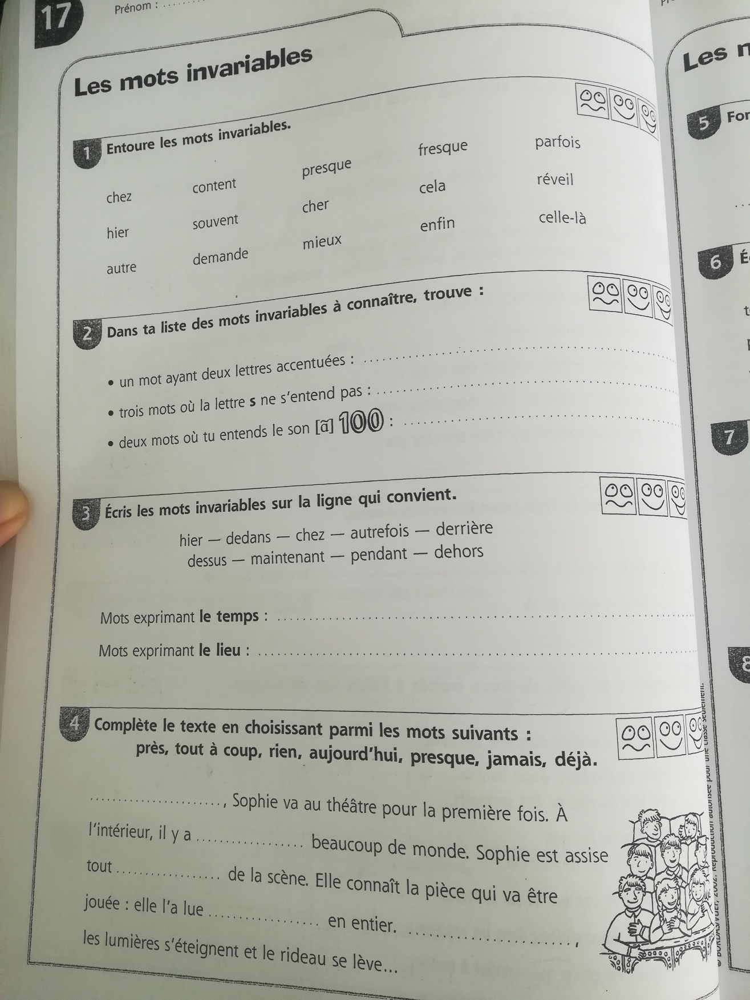 17
Prénom :
Les mots invariables
1 Entoure les mots invariables.
chez content presque fresque parfois
hier souvent cher cela réveil
autre demande mieux enfin celle-là
2 Dans ta liste des mots invariables à connaître, trouve :
• un mot ayant deux lettres accentuées :
• trois mots où la lettre s ne s'entend pas :
• deux mots où tu entends le son [ɑ̃] 100 :
3 Écris les mots invariables sur la ligne qui convient.
hier — dedans — chez — autrefois — derrière
dessus — maintenant — pendant — dehors
Mots exprimant le temps :
Mots exprimant le lieu :
4 Complète le texte en choisissant parmi les mots suivants :
près, tout à coup, rien, aujourd'hui, presque, jamais, déjà.
...................... , Sophie va au théâtre pour la première fois. À
l'intérieur, il y a .................. beaucoup de monde. Sophie est assise
tout .................. de la scène. Elle connaît la pièce qui va être
jouée : elle l'a lue .................. en entier. .......................... ,
les lumières s'éteignent et le rideau se lève...
© BORDAS/VUEF, 2002. Reproduction autorisée pour une classe seulement.
Les
5 For
6
7
8